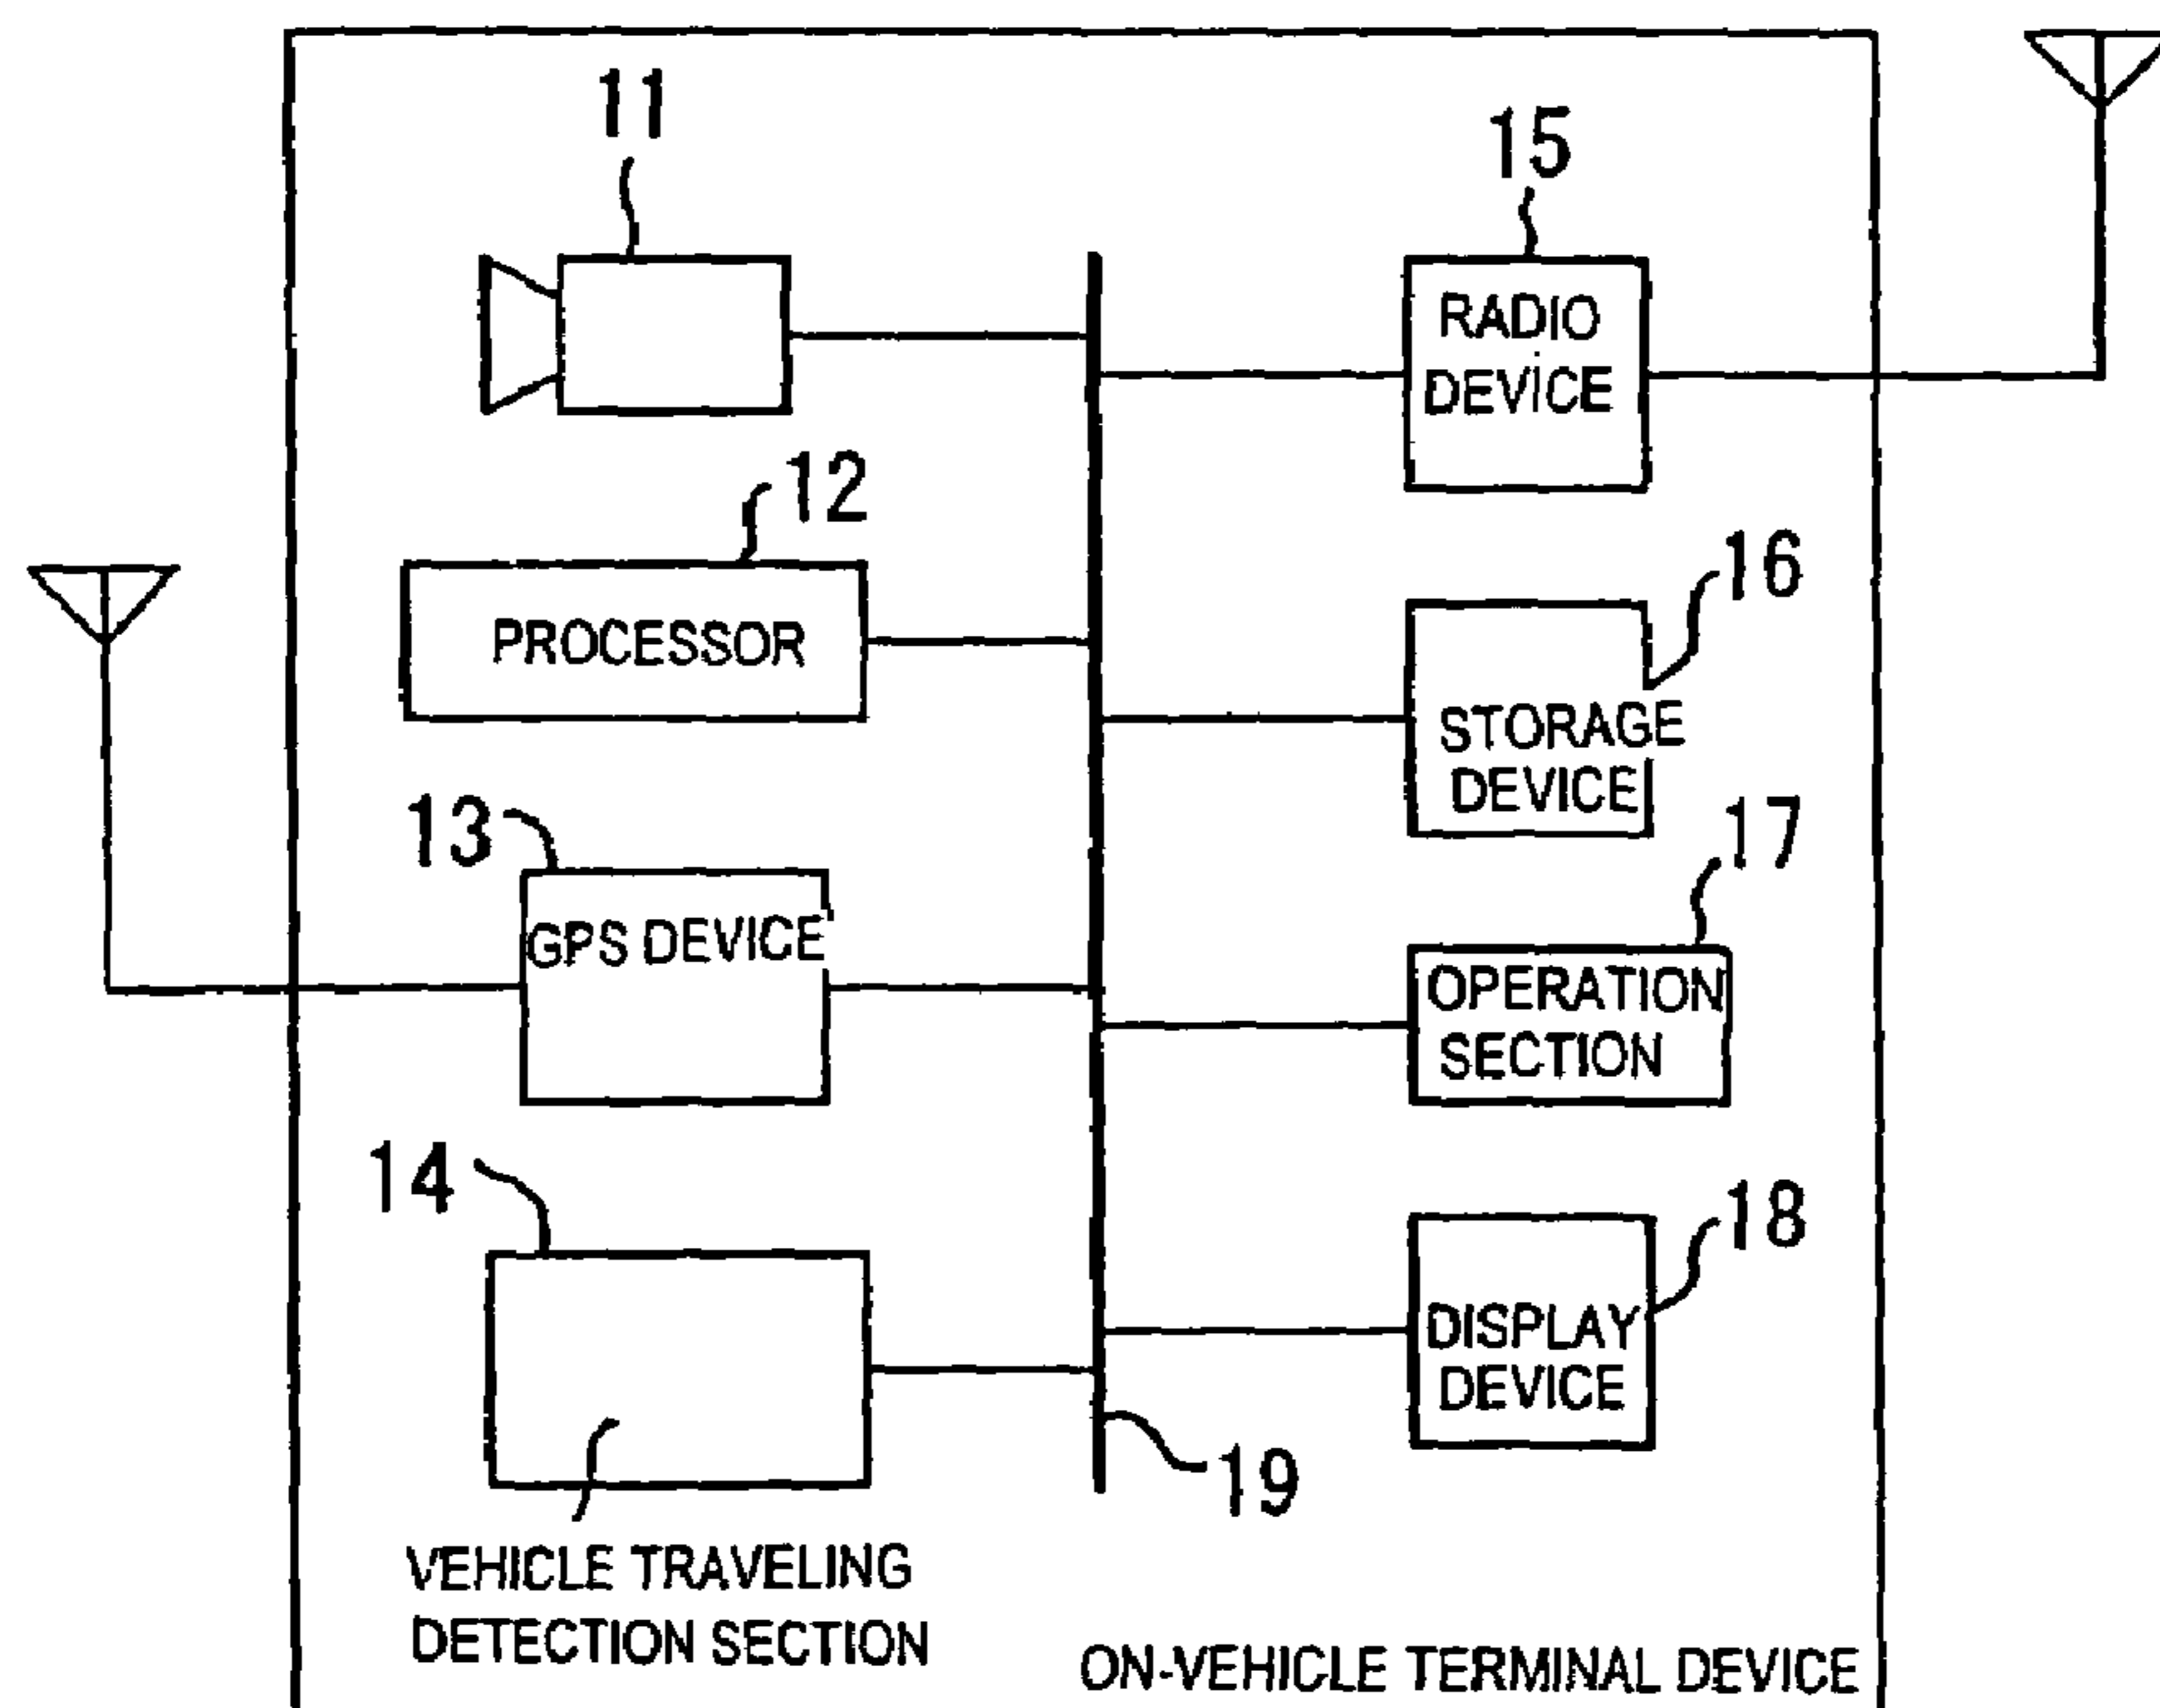 11
15
RADIO
DEVICE
12
PROCESSOR
16
STORAGE
DEVICE
13
GPS DEVICE
17
OPERATION
SECTION
14
18
DISPLAY
DEVICE
19
VEHICLE TRAVELING
DETECTION SECTION
ON-VEHICLE TERMINAL DEVICE